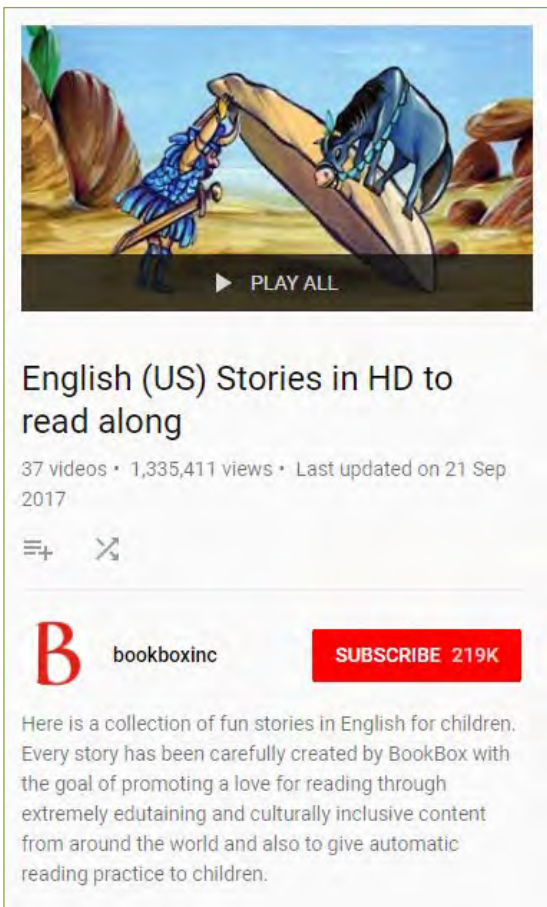 PLAY ALL
English (US) Stories in HD to
read along
37 videos • 1,335,411 views • Last updated on 21 Sep
2017
B bookboxinc SUBSCRIBE 219K
Here is a collection of fun stories in English for children.
Every story has been carefully created by BookBox with
the goal of promoting a love for reading through
extremely edutaining and culturally inclusive content
from around the world and also to give automatic
reading practice to children.